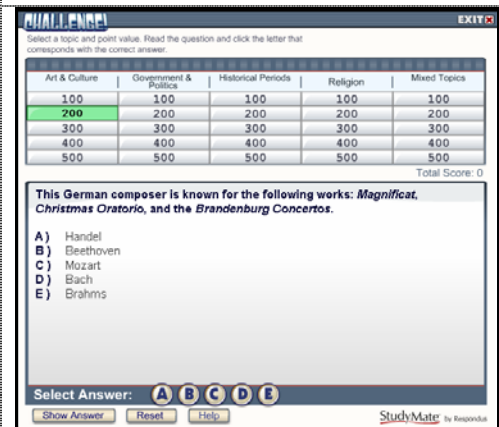 CHALLENGE!
EXIT
Select a topic and point value. Read the question and click the letter that
corresponds with the correct answer.
Art & Culture Government & Politics Historical Periods Religion Mixed Topics
100 100 100 100 100
200 200 200 200 200
300 300 300 300 300
400 400 400 400 400
500 500 500 500 500
Total Score: 0
This German composer is known for the following works: Magnificat,
Christmas Oratorio, and the Brandenburg Concertos.
A) Handel
B) Beethoven
C) Mozart
D) Bach
E) Brahms
Select Answer: A B C D E
Show Answer Reset Help StudyMate by Respondus